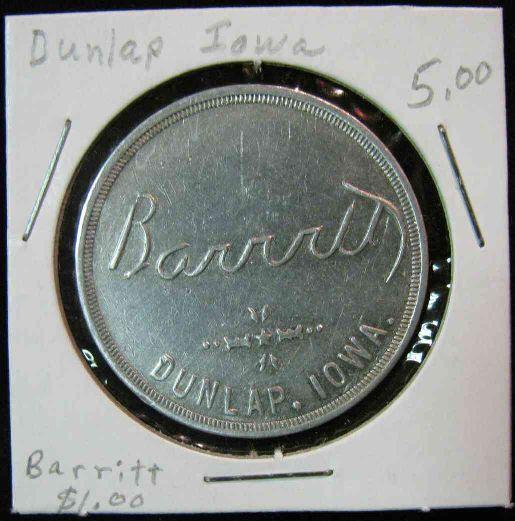 Dunlap Iowa
5.00
Barritt
DUNLAP, IOWA.
Barritt
$1.00